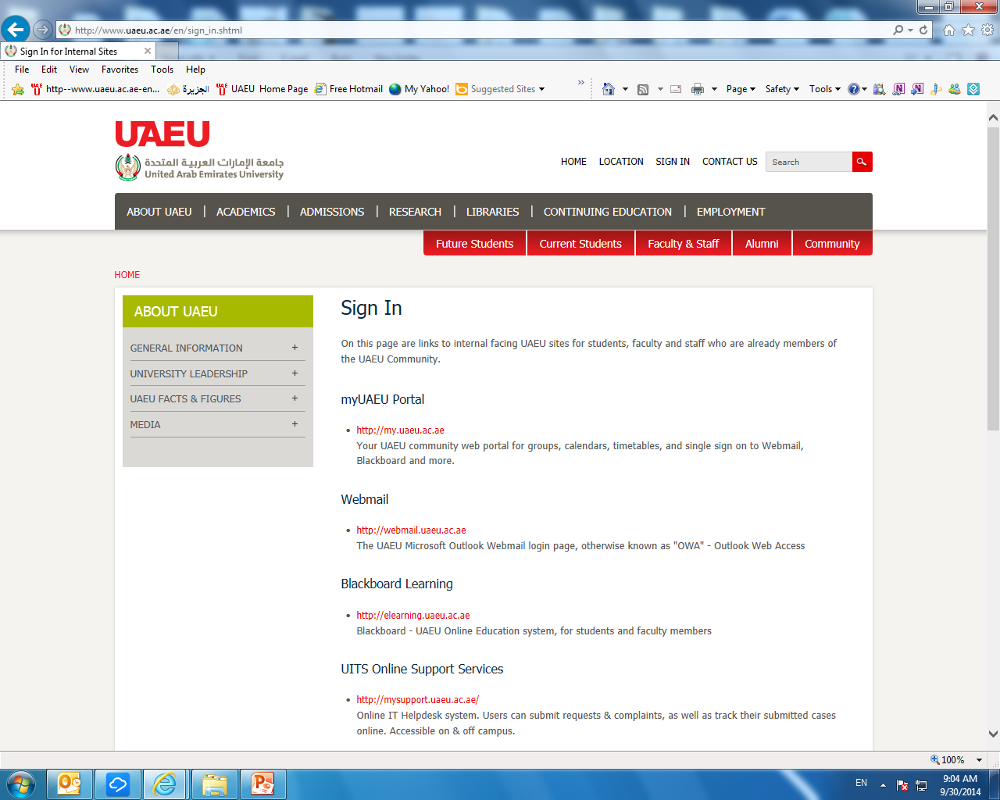 http://www.uaeu.ac.ae/en/sign_in.shtml
Sign In for Internal Sites
File Edit View Favorites Tools Help
http--www.uaeu.ac.ae-en... الجزيرة UAEU Home Page Free Hotmail My Yahoo! Suggested Sites Page Safety Tools
UAEU
جامعة الإمارات العربية المتحدة
United Arab Emirates University
HOME LOCATION SIGN IN CONTACT US Search
ABOUT UAEU | ACADEMICS | ADMISSIONS | RESEARCH | LIBRARIES | CONTINUING EDUCATION | EMPLOYMENT
Future Students Current Students Faculty & Staff Alumni Community
HOME
ABOUT UAEU
GENERAL INFORMATION +
UNIVERSITY LEADERSHIP +
UAEU FACTS & FIGURES +
MEDIA +
Sign In
On this page are links to internal facing UAEU sites for students, faculty and staff who are already members of
the UAEU Community.
myUAEU Portal
• http://my.uaeu.ac.ae
Your UAEU community web portal for groups, calendars, timetables, and single sign on to Webmail,
Blackboard and more.
Webmail
• http://webmail.uaeu.ac.ae
The UAEU Microsoft Outlook Webmail login page, otherwise known as "OWA" - Outlook Web Access
Blackboard Learning
• http://elearning.uaeu.ac.ae
Blackboard - UAEU Online Education system, for students and faculty members
UITS Online Support Services
• http://mysupport.uaeu.ac.ae/
Online IT Helpdesk system. Users can submit requests & complaints, as well as track their submitted cases
online. Accessible on & off campus.
100%
EN 9:04 AM
9/30/2014